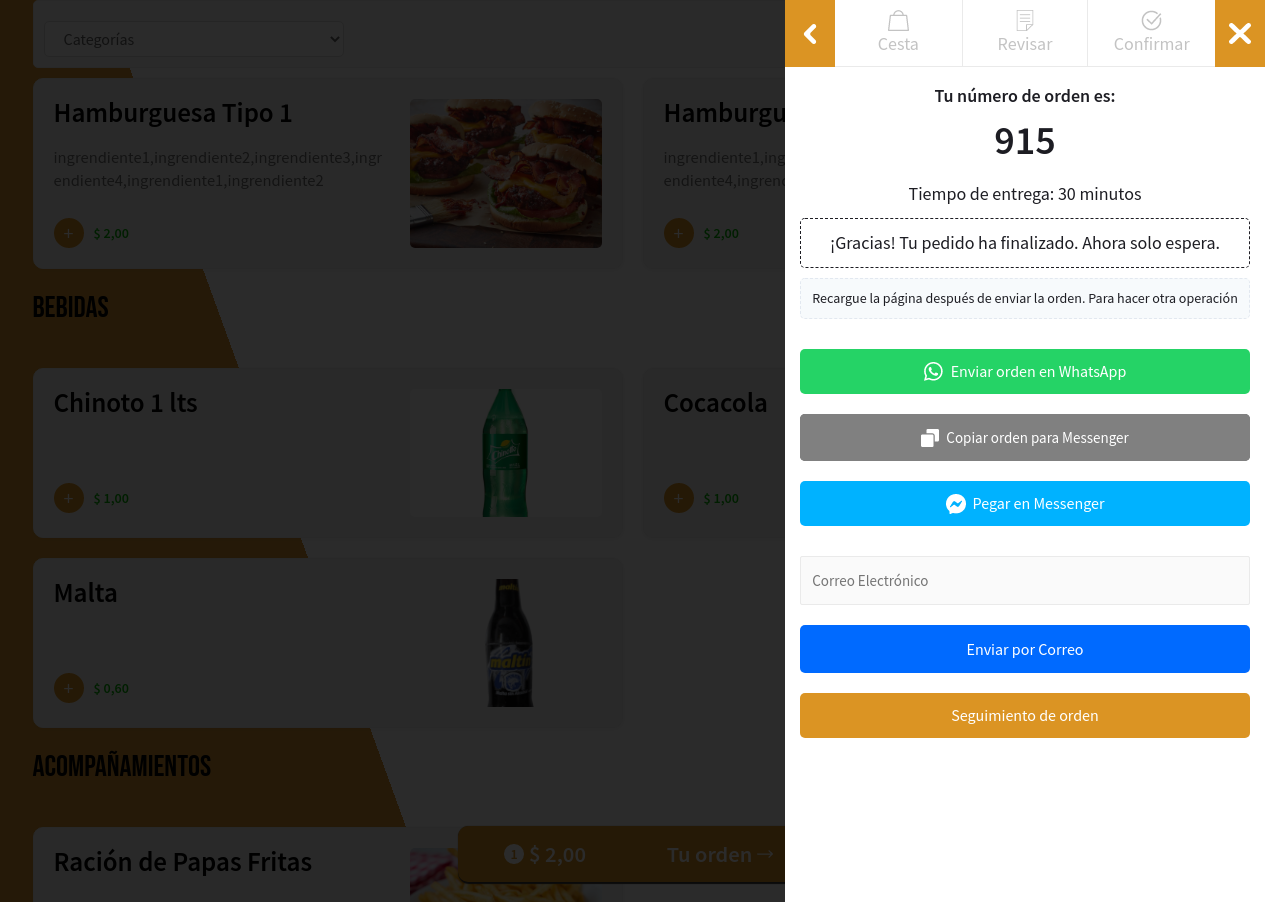 Categorías
Hamburguesa Tipo 1
ingrendiente1,ingrendiente2,ingrendiente3,ingr
endiente4,ingrendiente1,ingrendiente2
+ $ 2,00
Hamburgu
ingrendiente1,ing
endiente4,ingrend
+ $ 2,00
BEBIDAS
Chinoto 1 lts
+ $ 1,00
Cocacola
+ $ 1,00
Malta
maltin
+ $ 0,60
ACOMPAÑAMIENTOS
Ración de Papas Fritas
1 $ 2,00
Tu orden →
Cesta
Revisar
Confirmar
Tu número de orden es:
915
Tiempo de entrega: 30 minutos
¡Gracias! Tu pedido ha finalizado. Ahora solo espera.
Recargue la página después de enviar la orden. Para hacer otra operación
Enviar orden en WhatsApp
Copiar orden para Messenger
Pegar en Messenger
Correo Electrónico
Enviar por Correo
Seguimiento de orden